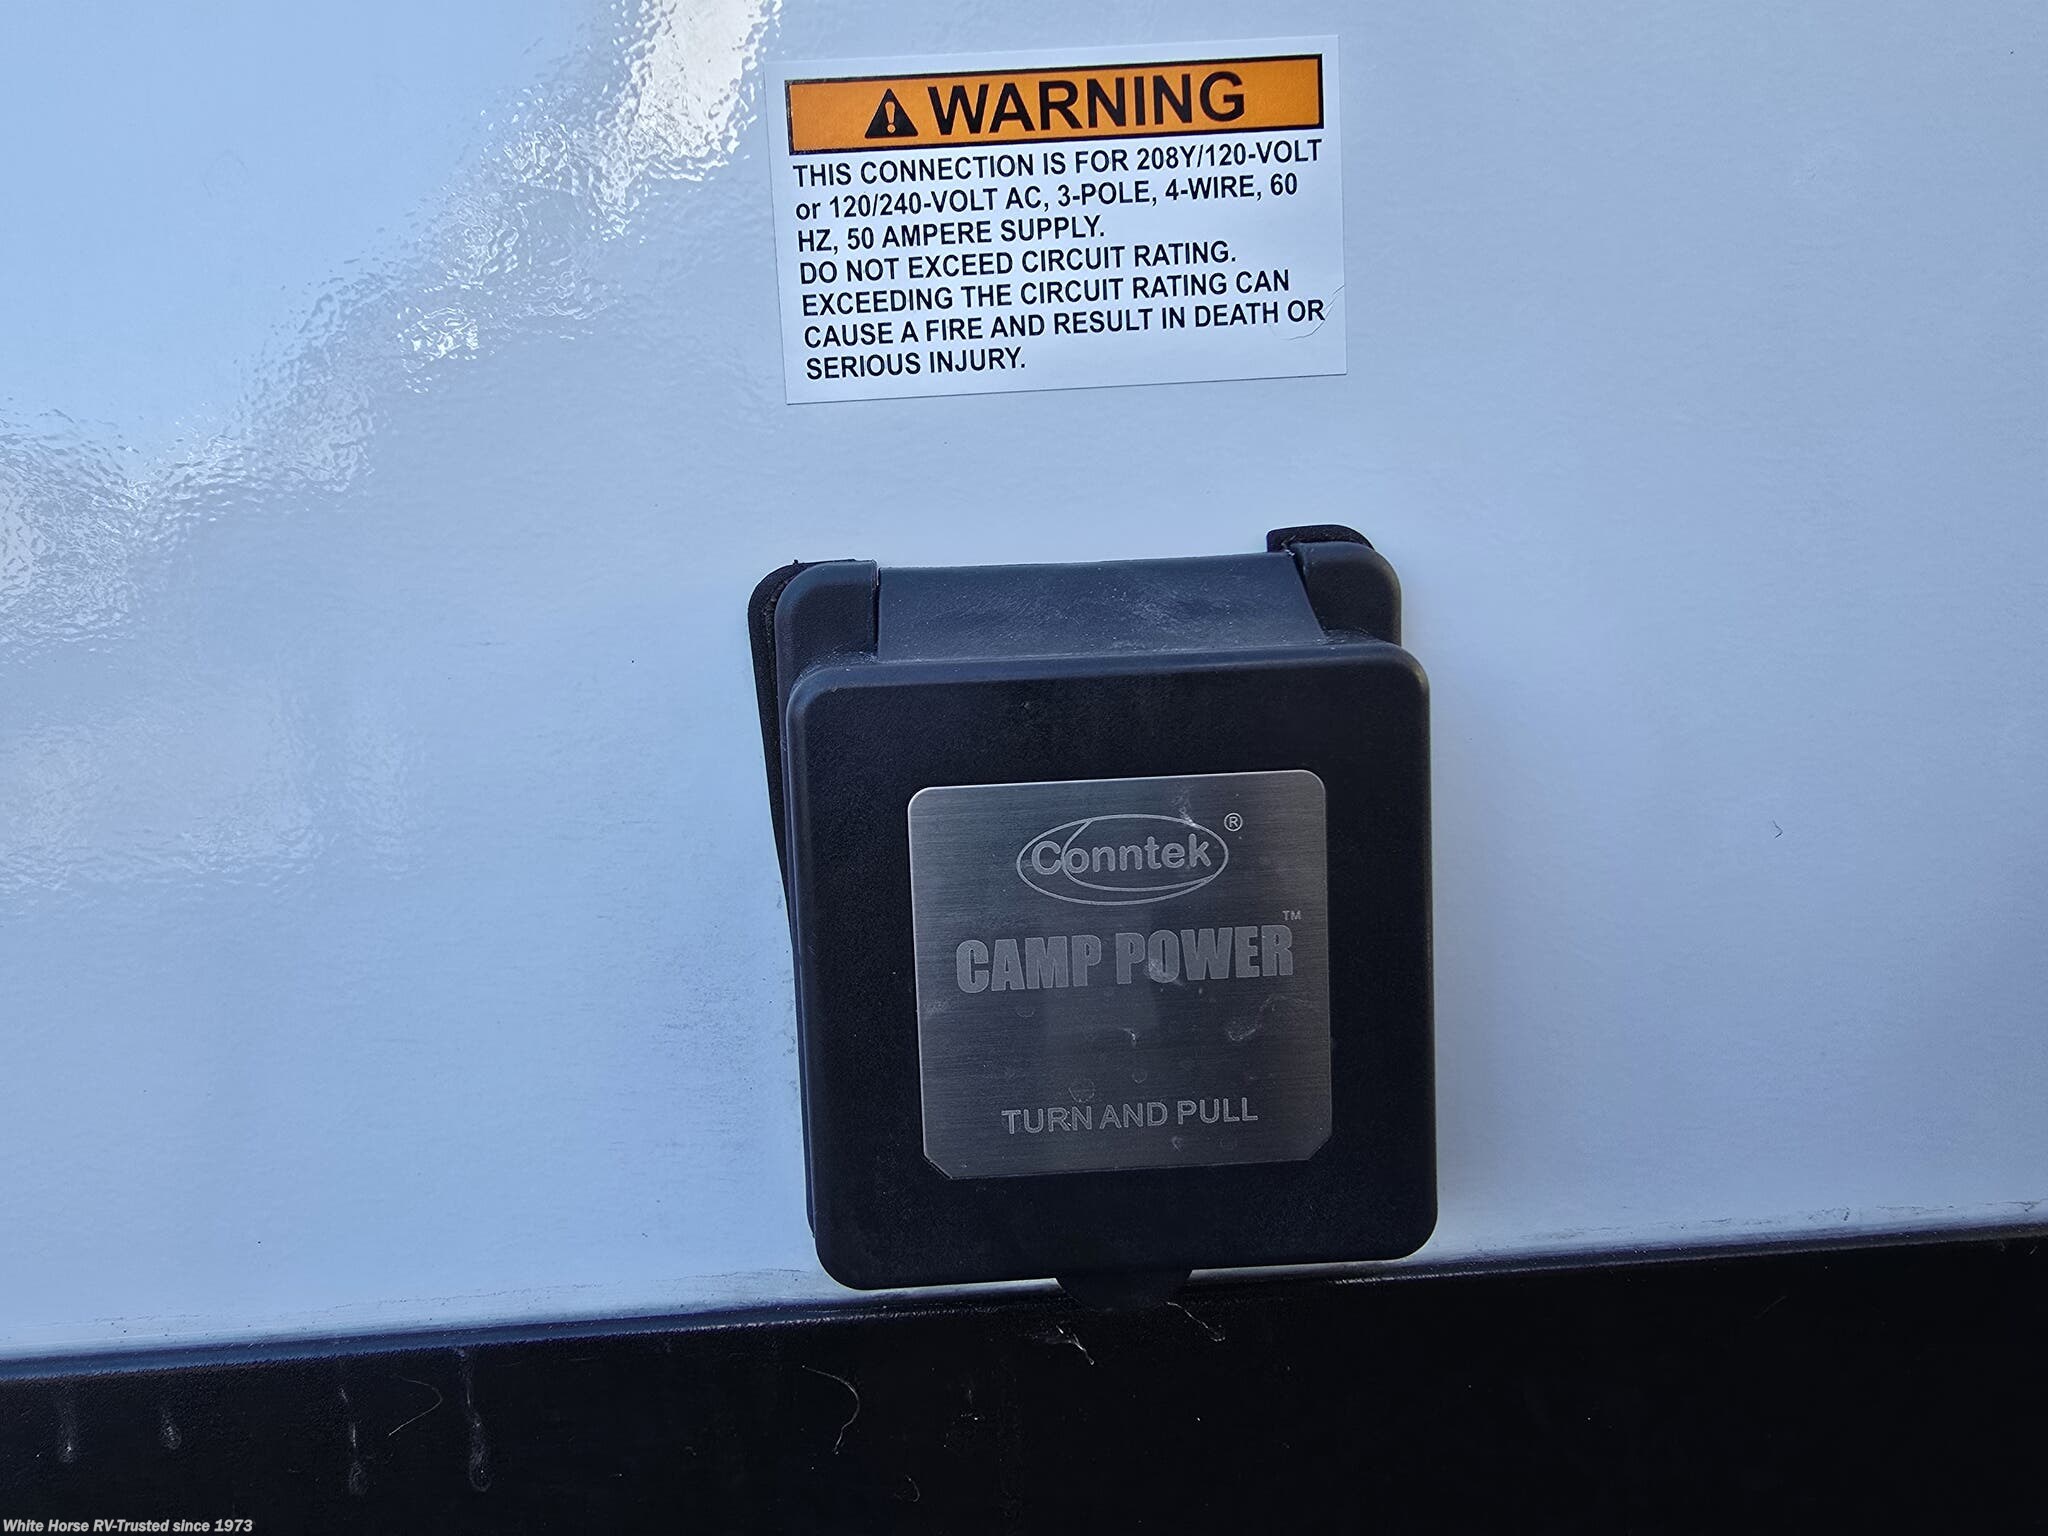 WARNING
THIS CONNECTION IS FOR 208Y/120-VOLT
or 120/240-VOLT AC, 3-POLE, 4-WIRE, 60
HZ, 50 AMPERE SUPPLY.
DO NOT EXCEED CIRCUIT RATING.
EXCEEDING THE CIRCUIT RATING CAN
CAUSE A FIRE AND RESULT IN DEATH OR
SERIOUS INJURY.
Conntek®
CAMP POWER™
TURN AND PULL
White Horse RV-Trusted since 1973